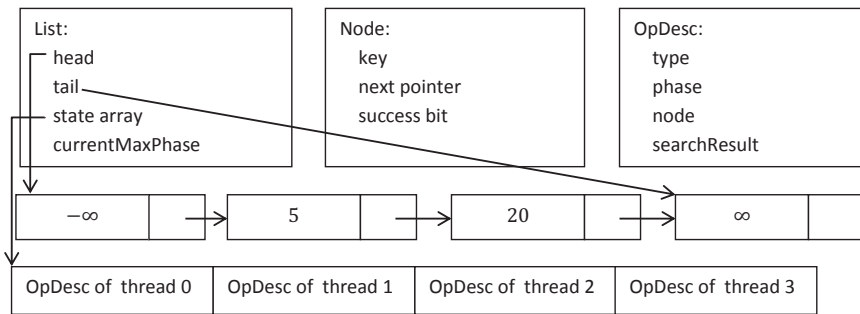 List:
head
tail
state array
currentMaxPhase
Node:
key
next pointer
success bit
OpDesc:
type
phase
node
searchResult
−∞
5
20
∞
OpDesc of thread 0
OpDesc of thread 1
OpDesc of thread 2
OpDesc of thread 3